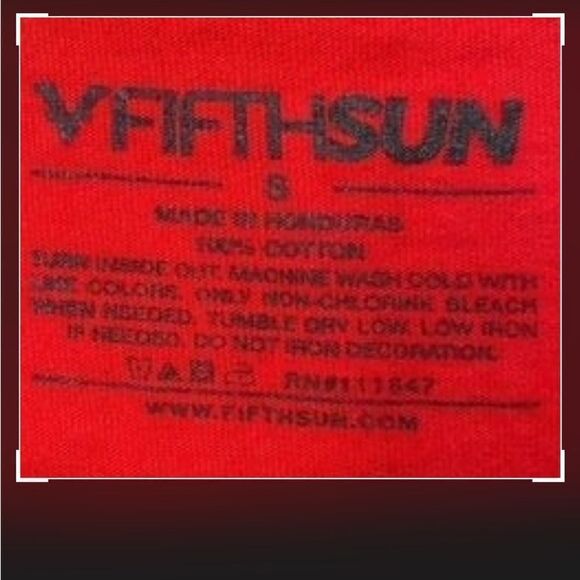 V FIFTHSUN
S
MADE IN HONDURAS
100% COTTON
TURN INSIDE OUT. MACHINE WASH COLD WITH
LIKE COLORS. ONLY NON-CHLORINE BLEACH
WHEN NEEDED. TUMBLE DRY LOW. LOW IRON
IF NEEDED. DO NOT IRON DECORATION.
RN#111847
WWW.FIFTHSUN.COM